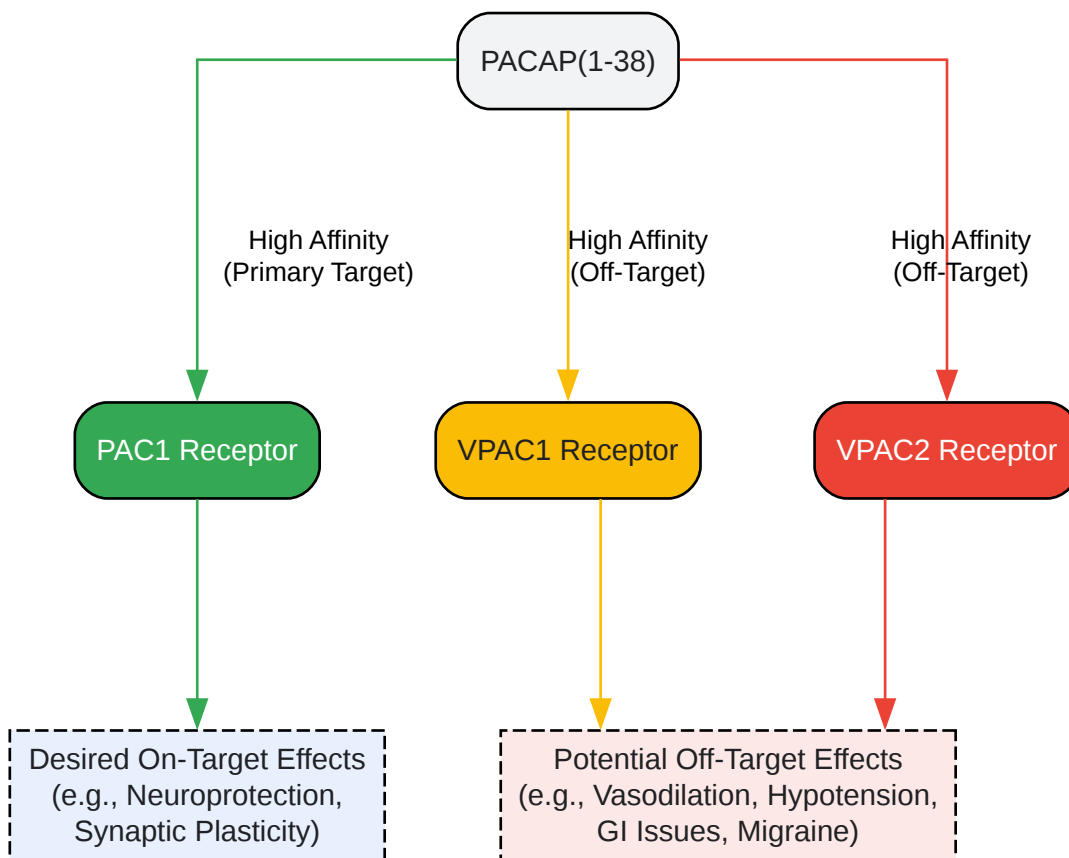 PACAP(1-38)
High Affinity
(Primary Target)
High Affinity
(Off-Target)
High Affinity
(Off-Target)
PAC1 Receptor
VPAC1 Receptor
VPAC2 Receptor
Desired On-Target Effects
(e.g., Neuroprotection,
Synaptic Plasticity)
Potential Off-Target Effects
(e.g., Vasodilation, Hypotension,
GI Issues, Migraine)